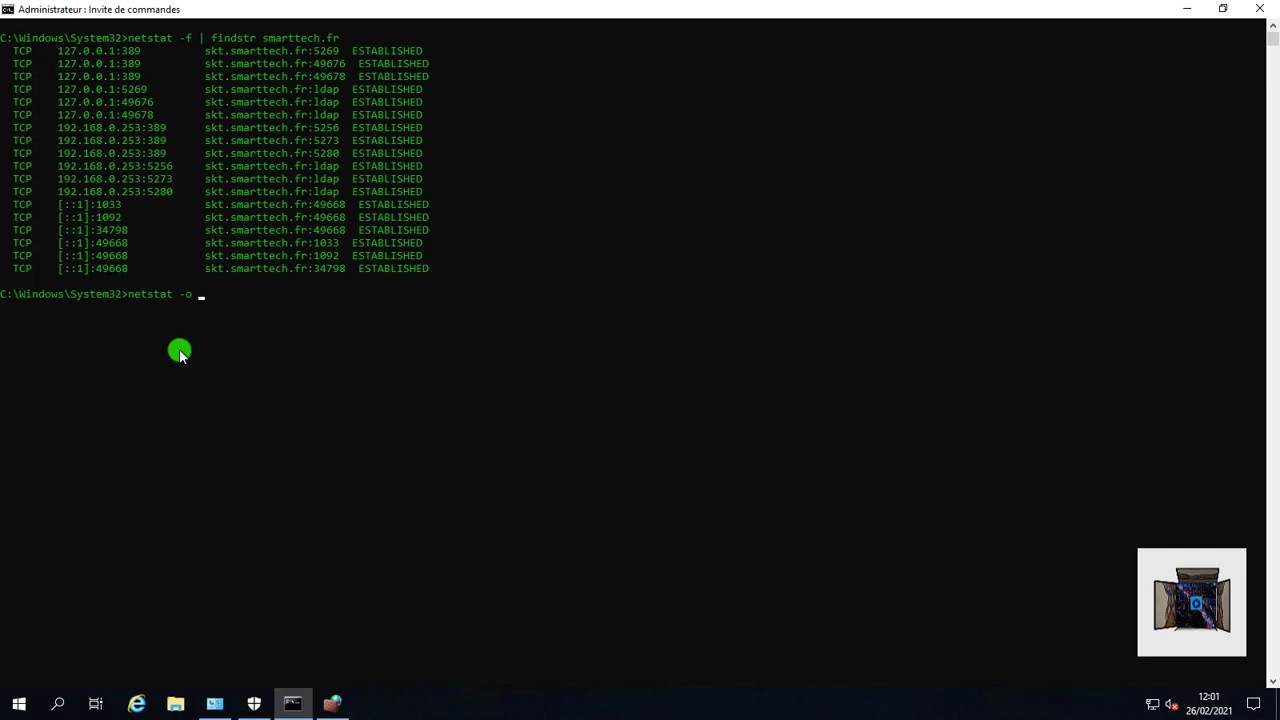 Administrateur : Invite de commandes
C:\Windows\System32>netstat -f | findstr smarttech.fr
TCP 127.0.0.1:389 skt.smarttech.fr:5269 ESTABLISHED
TCP 127.0.0.1:389 skt.smarttech.fr:49676 ESTABLISHED
TCP 127.0.0.1:389 skt.smarttech.fr:49678 ESTABLISHED
TCP 127.0.0.1:5269 skt.smarttech.fr:ldap ESTABLISHED
TCP 127.0.0.1:49676 skt.smarttech.fr:ldap ESTABLISHED
TCP 127.0.0.1:49678 skt.smarttech.fr:ldap ESTABLISHED
TCP 192.168.0.253:389 skt.smarttech.fr:5256 ESTABLISHED
TCP 192.168.0.253:389 skt.smarttech.fr:5273 ESTABLISHED
TCP 192.168.0.253:389 skt.smarttech.fr:5280 ESTABLISHED
TCP 192.168.0.253:5256 skt.smarttech.fr:ldap ESTABLISHED
TCP 192.168.0.253:5273 skt.smarttech.fr:ldap ESTABLISHED
TCP 192.168.0.253:5280 skt.smarttech.fr:ldap ESTABLISHED
TCP [::1]:1033 skt.smarttech.fr:49668 ESTABLISHED
TCP [::1]:1092 skt.smarttech.fr:49668 ESTABLISHED
TCP [::1]:34798 skt.smarttech.fr:49668 ESTABLISHED
TCP [::1]:49668 skt.smarttech.fr:1033 ESTABLISHED
TCP [::1]:49668 skt.smarttech.fr:1092 ESTABLISHED
TCP [::1]:49668 skt.smarttech.fr:34798 ESTABLISHED
C:\Windows\System32>netstat -o
12:01
26/02/2021